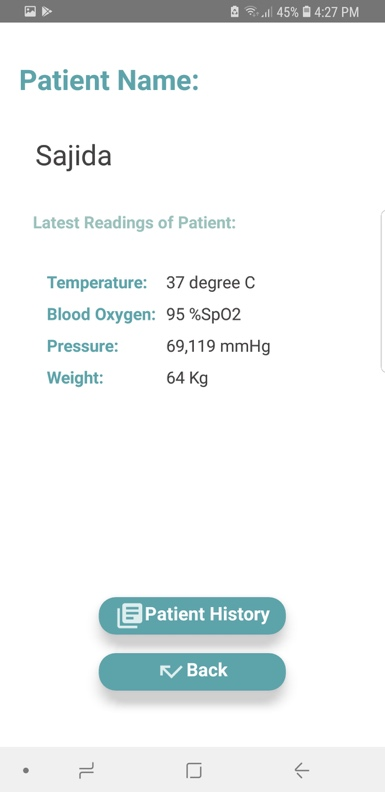 45% 4:27 PM
Patient Name:
Sajida
Latest Readings of Patient:
Temperature: 37 degree C
Blood Oxygen: 95 %SpO2
Pressure: 69,119 mmHg
Weight: 64 Kg
Patient History
Back